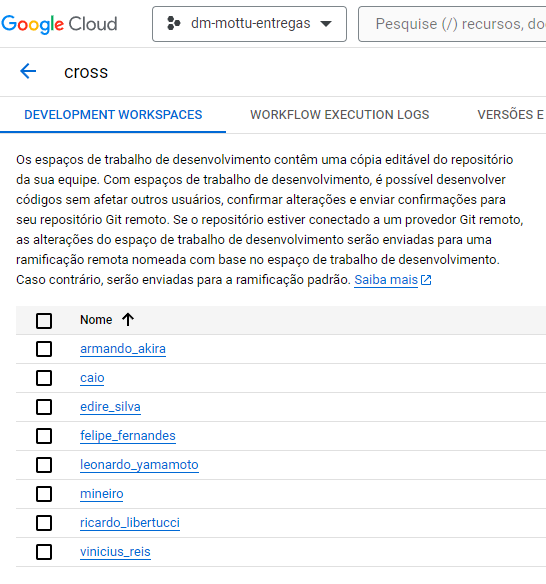 Google Cloud
dm-mottu-entregas
Pesquise (/) recursos, do
cross
DEVELOPMENT WORKSPACES
WORKFLOW EXECUTION LOGS
VERSÕES E
Os espaços de trabalho de desenvolvimento contêm uma cópia editável do repositório
da sua equipe. Com espaços de trabalho de desenvolvimento, é possível desenvolver
códigos sem afetar outros usuários, confirmar alterações e enviar confirmações para
seu repositório Git remoto. Se o repositório estiver conectado a um provedor Git remoto,
as alterações do espaço de trabalho de desenvolvimento serão enviadas para uma
ramificação remota nomeada com base no espaço de trabalho de desenvolvimento.
Caso contrário, serão enviadas para a ramificação padrão. Saiba mais
Nome
armando_akira
caio
edire_silva
felipe_fernandes
leonardo_yamamoto
mineiro
ricardo_libertucci
vinicius_reis